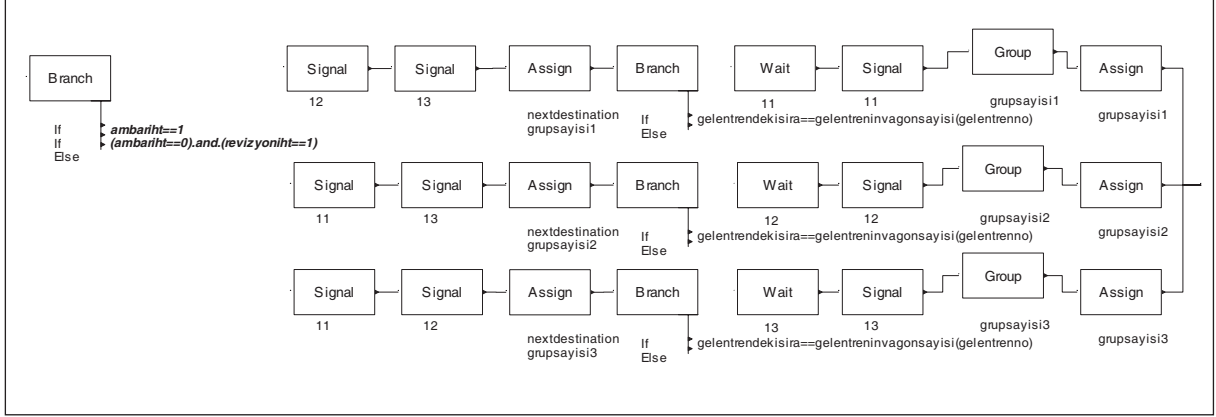 Branch
If ambariht==1
If (ambariht==0).and.(revizyoniht==1)
Else
Signal
12
Signal
13
Assign
nextdestination
grupsayisi1
Branch
If gelentrendekisira==gelentreninvagonsayisi(gelentrenno)
Else
Wait
11
Signal
11
Group
grupsayisi1
Assign
grupsayisi1
Signal
11
Signal
13
Assign
nextdestination
grupsayisi2
Branch
If gelentrendekisira==gelentreninvagonsayisi(gelentrenno)
Else
Wait
12
Signal
12
Group
grupsayisi2
Assign
grupsayisi2
Signal
11
Signal
12
Assign
nextdestination
grupsayisi3
Branch
If gelentrendekisira==gelentreninvagonsayisi(gelentrenno)
Else
Wait
13
Signal
13
Group
grupsayisi3
Assign
grupsayisi3